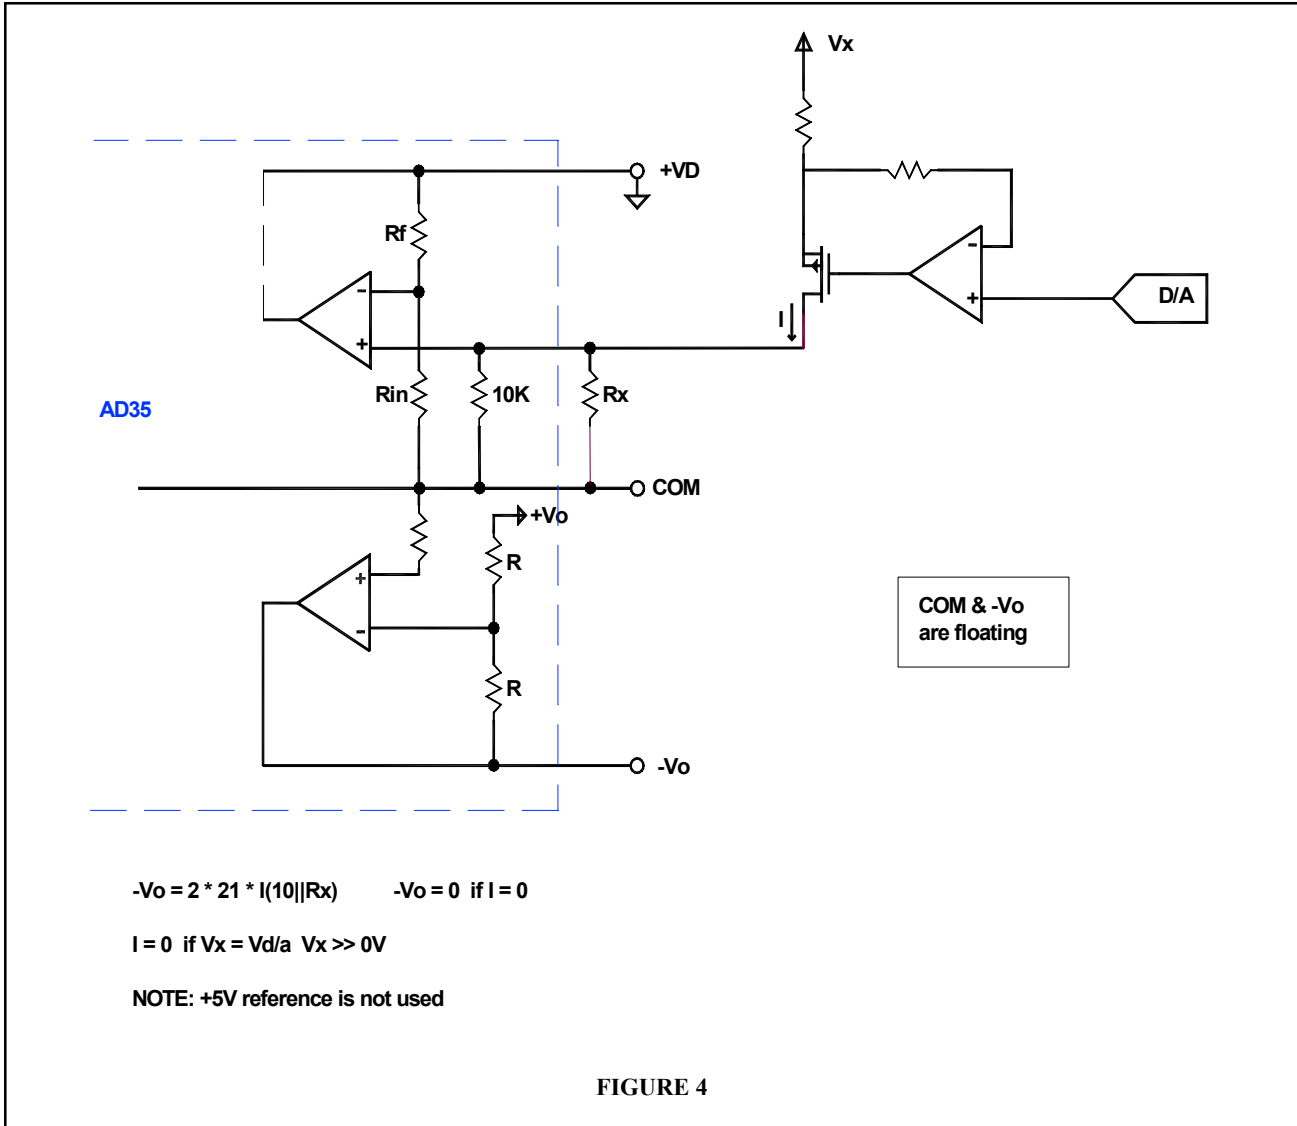 Vx
+VD
Rf
-
-
+
+
D/A
I
Rin
10K
Rx
AD35
COM
+Vo
R
+
-
COM & -Vo
are floating
R
-Vo
-Vo = 2 * 21 * I(10||Rx) -Vo = 0 if I = 0
I = 0 if Vx = Vd/a Vx >> 0V
NOTE: +5V reference is not used
FIGURE 4